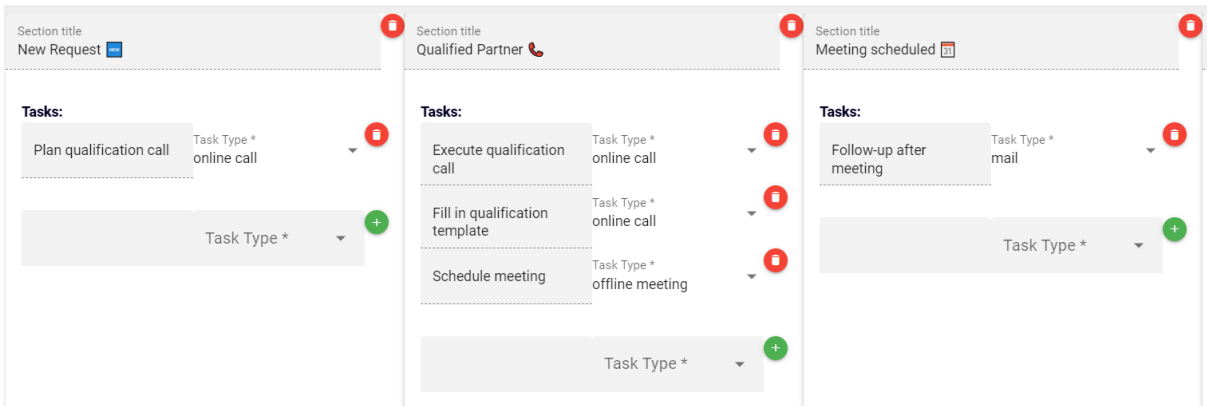 Section title
New Request 🆕
Tasks:
Plan qualification call
Task Type *
online call
Task Type *
Section title
Qualified Partner 📞
Tasks:
Execute qualification
call
Task Type *
online call
Fill in qualification
template
Task Type *
online call
Schedule meeting
Task Type *
offline meeting
Task Type *
Section title
Meeting scheduled 📅
Tasks:
Follow-up after
meeting
Task Type *
mail
Task Type *